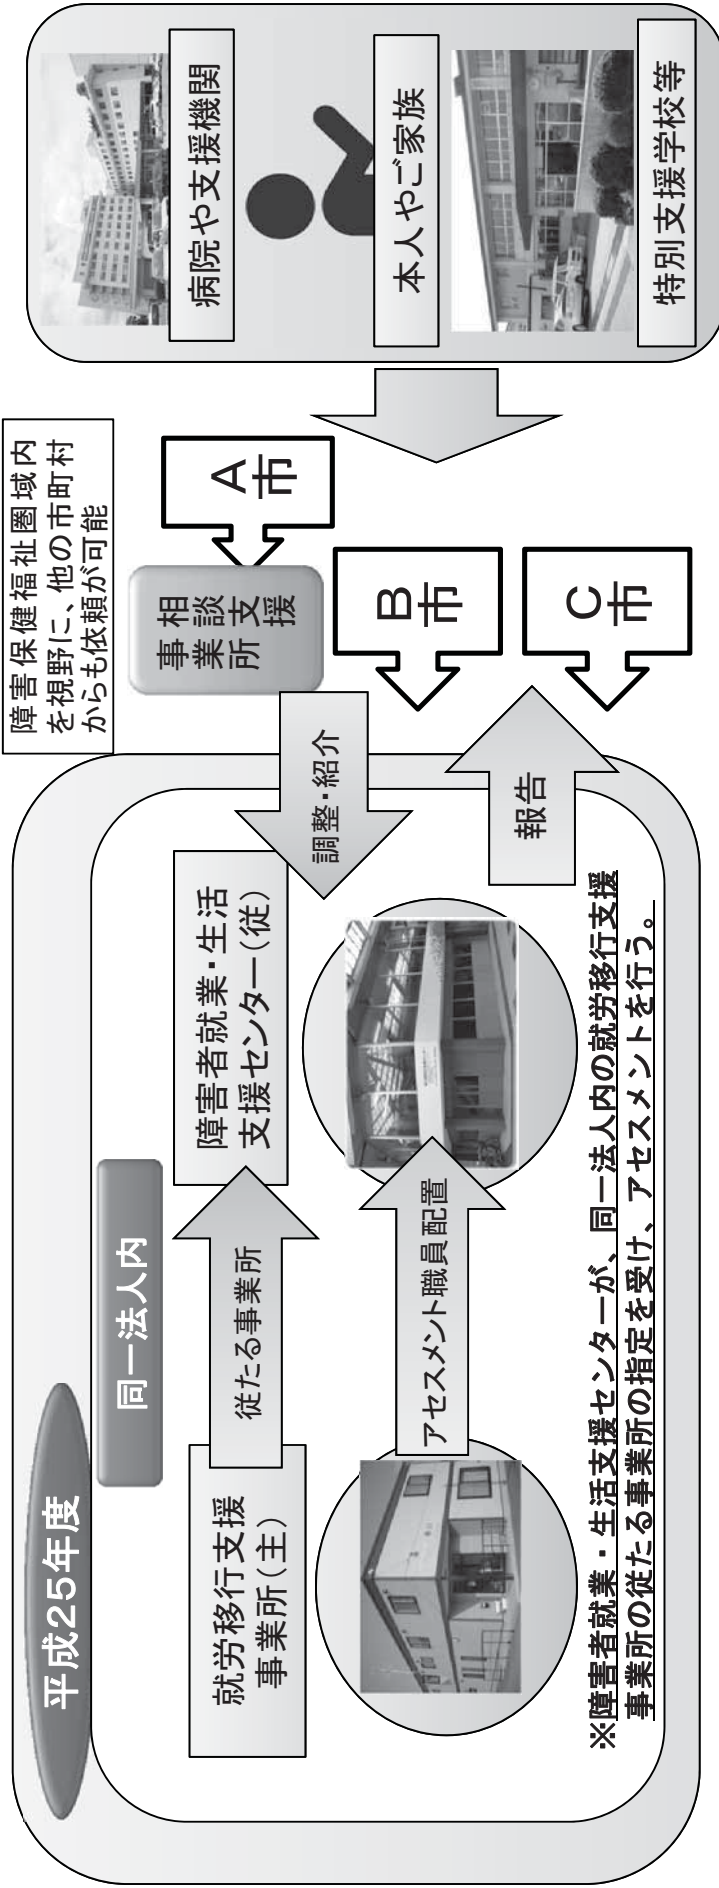 平成25年度
同一法人内
就労移行支援
事業所(主)
従たる事業所
障害者就業・生活
支援センター(従)
アセスメント職員配置
※障害者就業・生活支援センターが、同一法人内の就労移行支援
事業所の従たる事業所の指定を受け、アセスメントを行う。
調整・紹介
報告
障害保健福祉圏域内
を視野に、他の市町村
からも依頼が可能
相談支援
事業所
A
市
B
市
C
市
病院や支援機関
本人やご家族
特別支援学校等